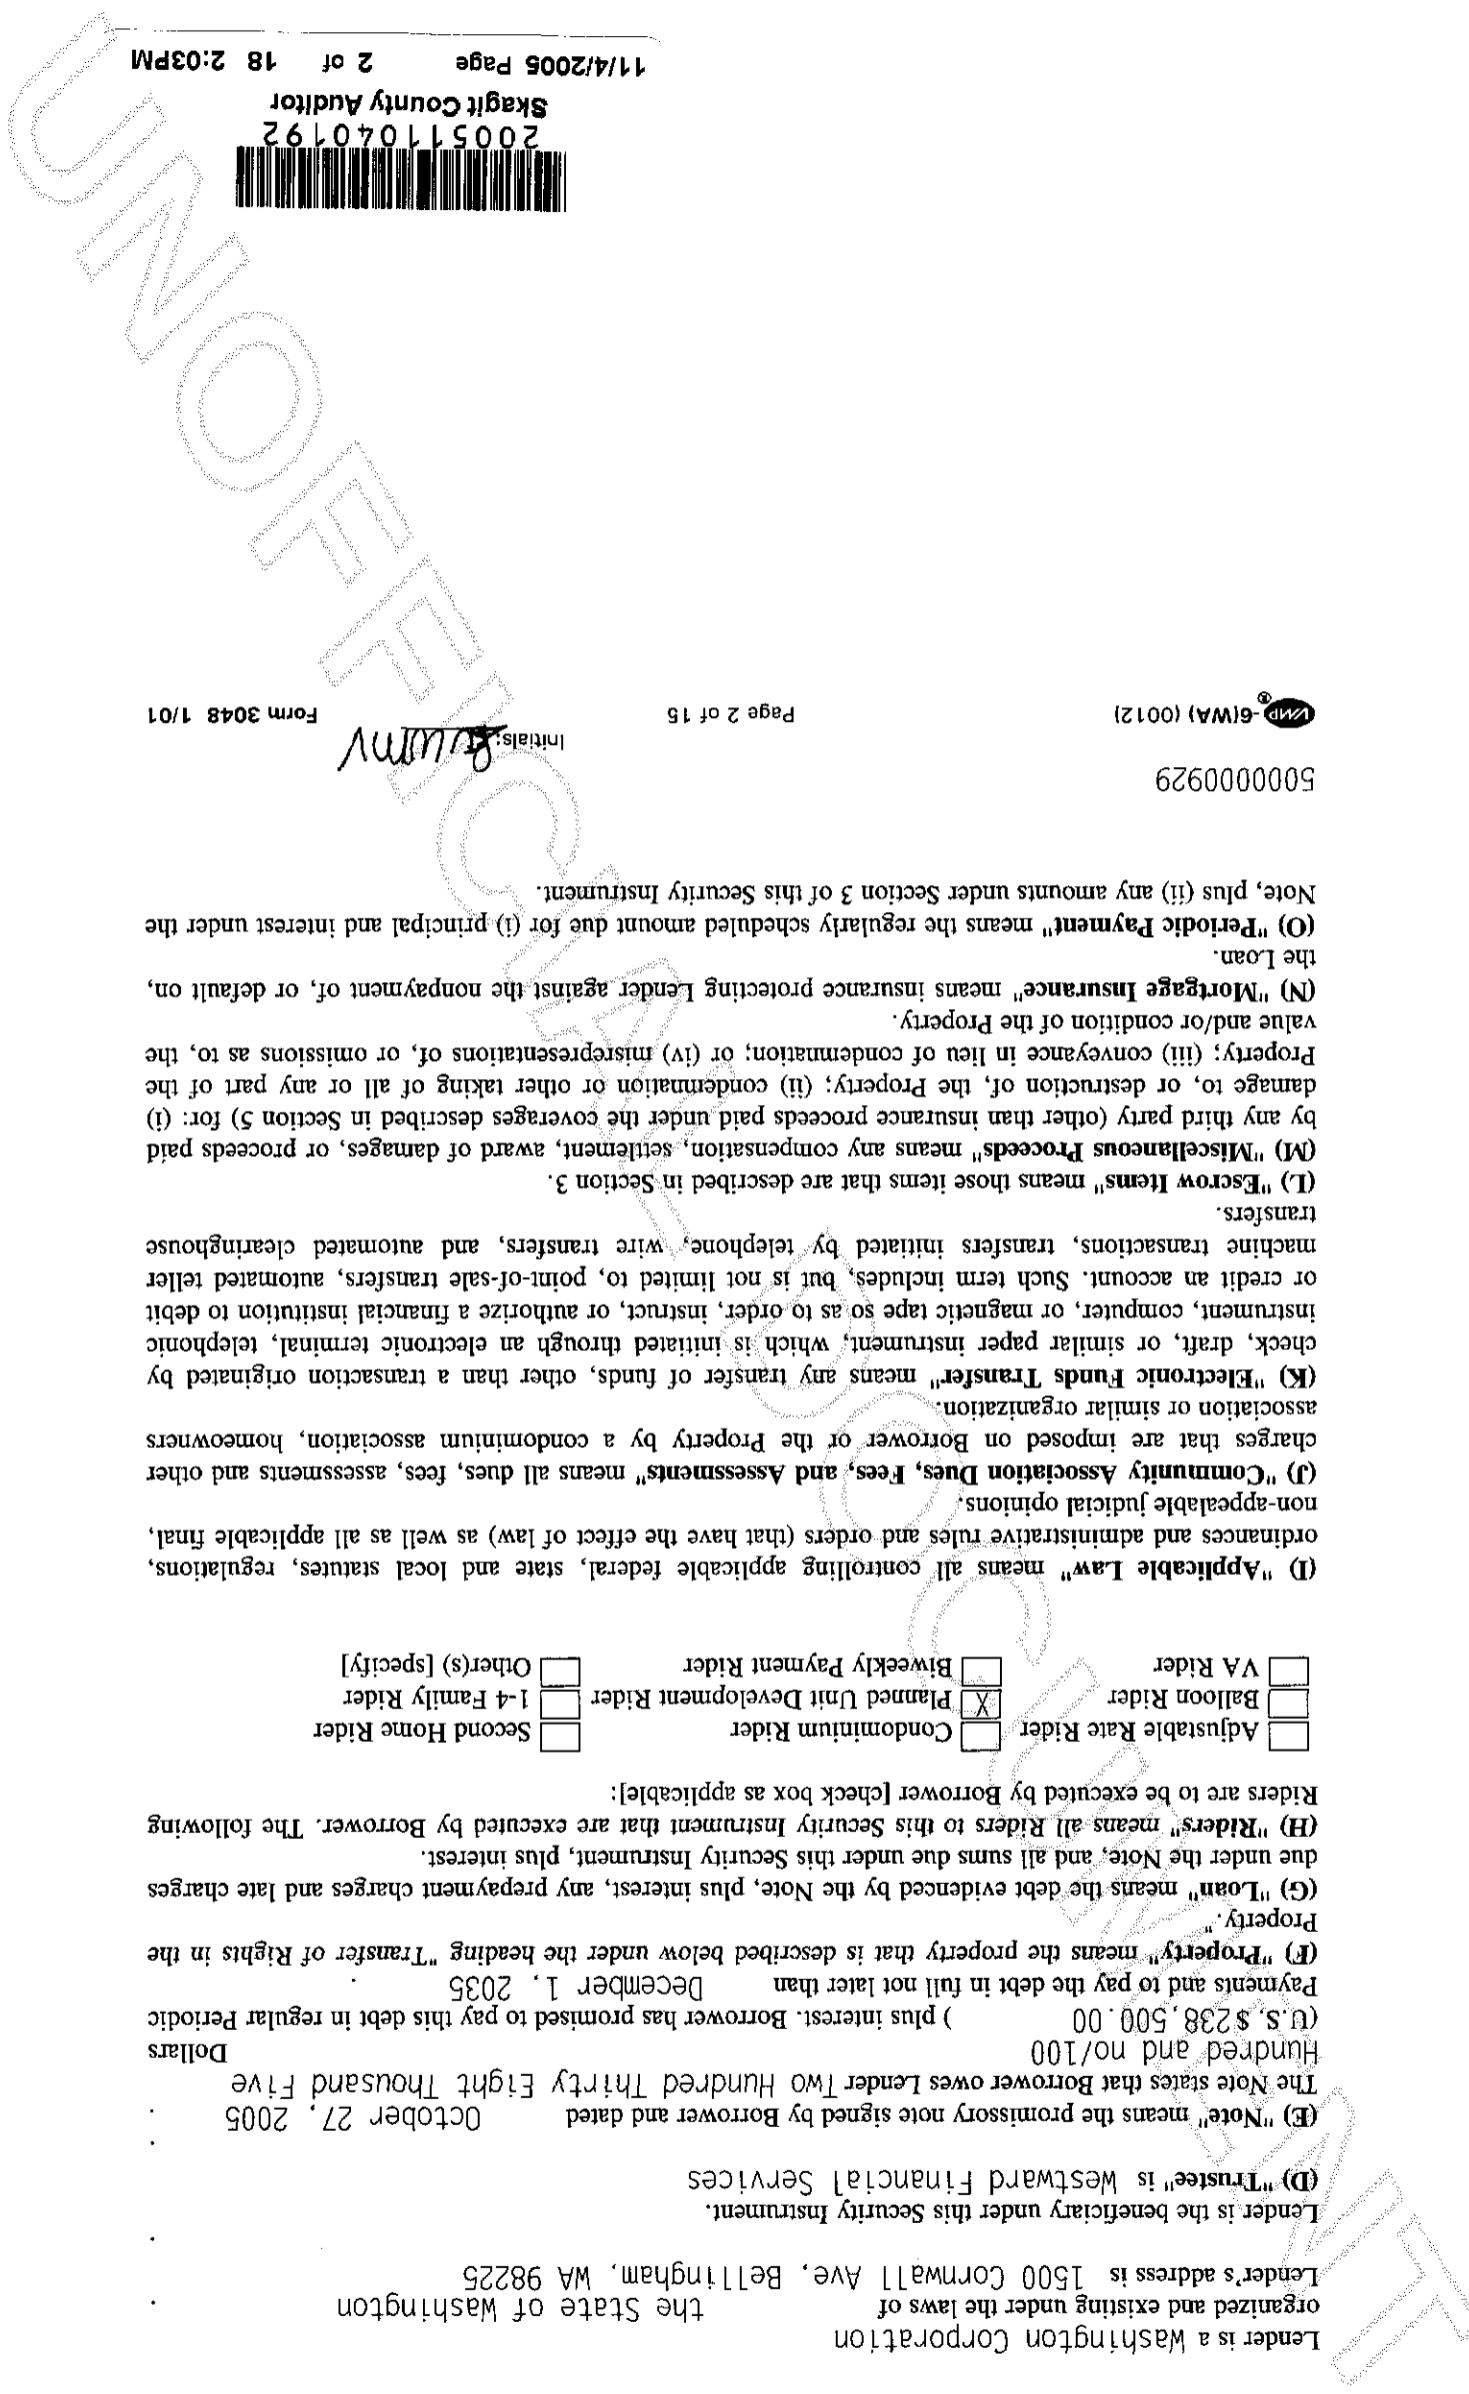 Lender is a Washington Corporation
organized and existing under the laws of the State of Washington .
Lender's address is 1500 Cornwall Ave, Bellingham, WA 98225
.
Lender is the beneficiary under this Security Instrument.
(D) "Trustee" is Westward Financial Services
.
(E) "Note" means the promissory note signed by Borrower and dated October 27, 2005 .
The Note states that Borrower owes Lender Two Hundred Thirty Eight Thousand Five
Hundred and no/100 Dollars
(U.S. $238,500.00 ) plus interest. Borrower has promised to pay this debt in regular Periodic
Payments and to pay the debt in full not later than December 1, 2035 .
(F) "Property" means the property that is described below under the heading "Transfer of Rights in the
Property."
(G) "Loan" means the debt evidenced by the Note, plus interest, any prepayment charges and late charges
due under the Note, and all sums due under this Security Instrument, plus interest.
(H) "Riders" means all Riders to this Security Instrument that are executed by Borrower. The following
Riders are to be executed by Borrower [check box as applicable]:
Adjustable Rate Rider Condominium Rider Second Home Rider
Balloon Rider X Planned Unit Development Rider 1-4 Family Rider
VA Rider Biweekly Payment Rider Other(s) [specify]
(I) "Applicable Law" means all controlling applicable federal, state and local statutes, regulations,
ordinances and administrative rules and orders (that have the effect of law) as well as all applicable final,
non-appealable judicial opinions.
(J) "Community Association Dues, Fees, and Assessments" means all dues, fees, assessments and other
charges that are imposed on Borrower or the Property by a condominium association, homeowners
association or similar organization.
(K) "Electronic Funds Transfer" means any transfer of funds, other than a transaction originated by
check, draft, or similar paper instrument, which is initiated through an electronic terminal, telephonic
instrument, computer, or magnetic tape so as to order, instruct, or authorize a financial institution to debit
or credit an account. Such term includes, but is not limited to, point-of-sale transfers, automated teller
machine transactions, transfers initiated by telephone, wire transfers, and automated clearinghouse
transfers.
(L) "Escrow Items" means those items that are described in Section 3.
(M) "Miscellaneous Proceeds" means any compensation, settlement, award of damages, or proceeds paid
by any third party (other than insurance proceeds paid under the coverages described in Section 5) for: (i)
damage to, or destruction of, the Property; (ii) condemnation or other taking of all or any part of the
Property; (iii) conveyance in lieu of condemnation; or (iv) misrepresentations of, or omissions as to, the
value and/or condition of the Property.
(N) "Mortgage Insurance" means insurance protecting Lender against the nonpayment of, or default on,
the Loan.
(O) "Periodic Payment" means the regularly scheduled amount due for (i) principal and interest under the
Note, plus (ii) any amounts under Section 3 of this Security Instrument.
5000000929
Initials:
VMP®-6(WA) (0012) Page 2 of 15 Form 3048 1/01
200511040192
Skagit County Auditor
11/4/2005 Page 2 of 18 2:03PM
UNOFFICIAL DOCUMENT